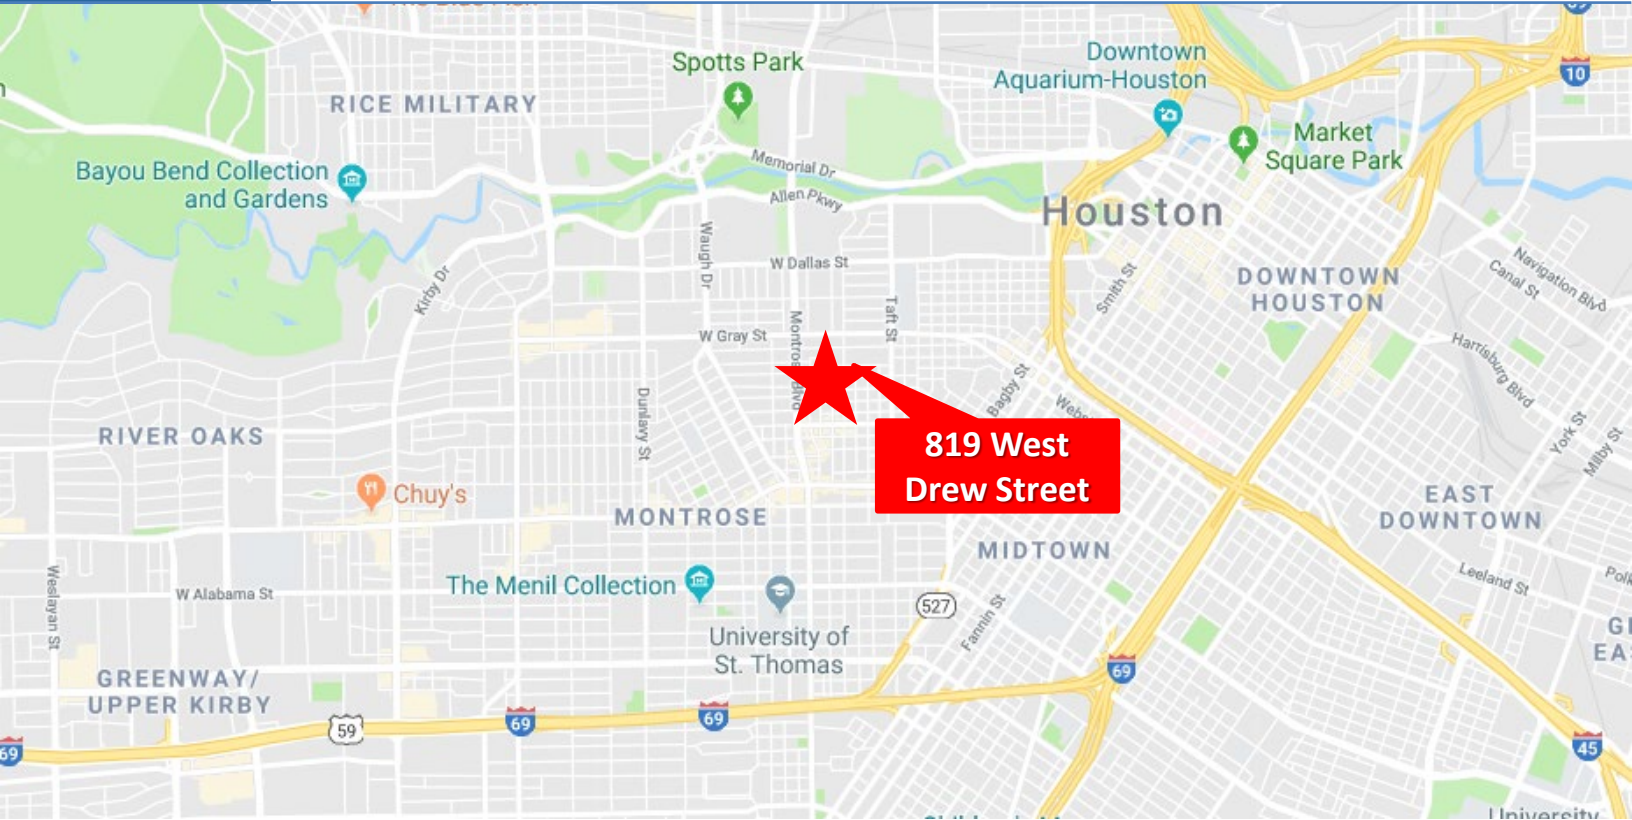 Spotts Park
Downtown
Aquarium-Houston
10
RICE MILITARY
Market
Square Park
Memorial Dr
Bayou Bend Collection
and Gardens
Allen Pkwy
Houston
Waugh Dr
W Dallas St
Kirby Dr
Smith St
DOWNTOWN
HOUSTON
Navigation Blvd
Canal St
Taft St
W Gray St
Harrisburg Blvd
Bagby St
Dunlavy St
RIVER OAKS
819 West
Drew Street
York St
Milby St
Chuy's
MONTROSE
EAST
DOWNTOWN
MIDTOWN
The Menil Collection
W Alabama St
Weslayan St
527
Fannin St
Leeland St
University of
St. Thomas
GREENWAY/
UPPER KIRBY
69
69
69
59
69
45
University